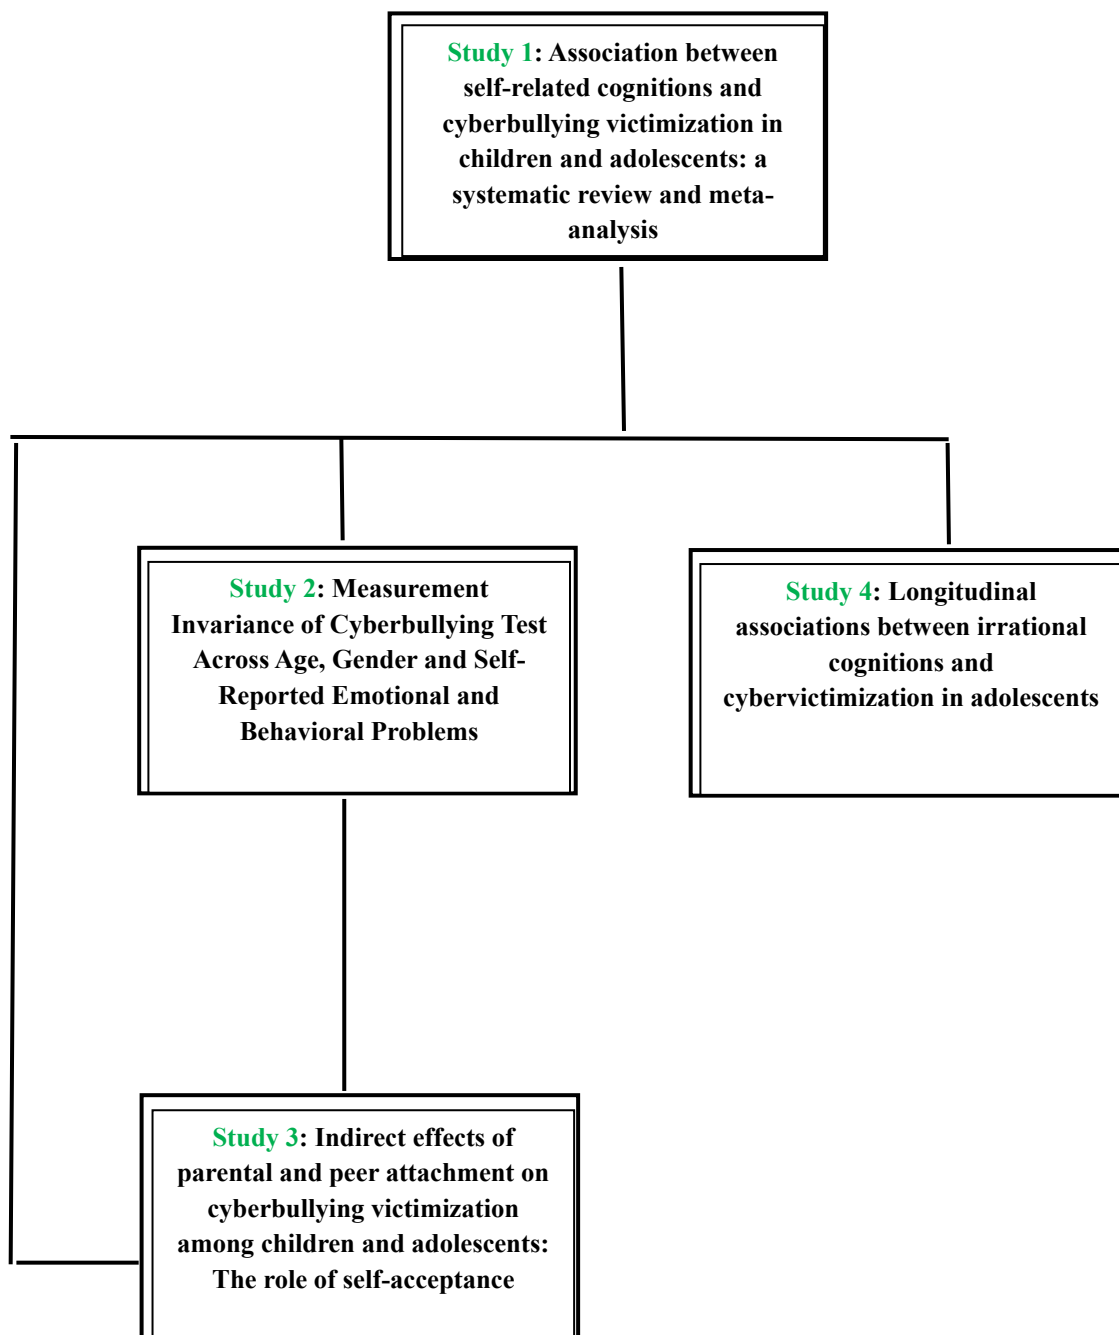 Study 1: Association between
self-related cognitions and
cyberbullying victimization in
children and adolescents: a
systematic review and meta-
analysis
Study 2: Measurement
Invariance of Cyberbullying Test
Across Age, Gender and Self-
Reported Emotional and
Behavioral Problems
Study 4: Longitudinal
associations between irrational
cognitions and
cybervictimization in adolescents
Study 3: Indirect effects of
parental and peer attachment on
cyberbullying victimization
among children and adolescents:
The role of self-acceptance